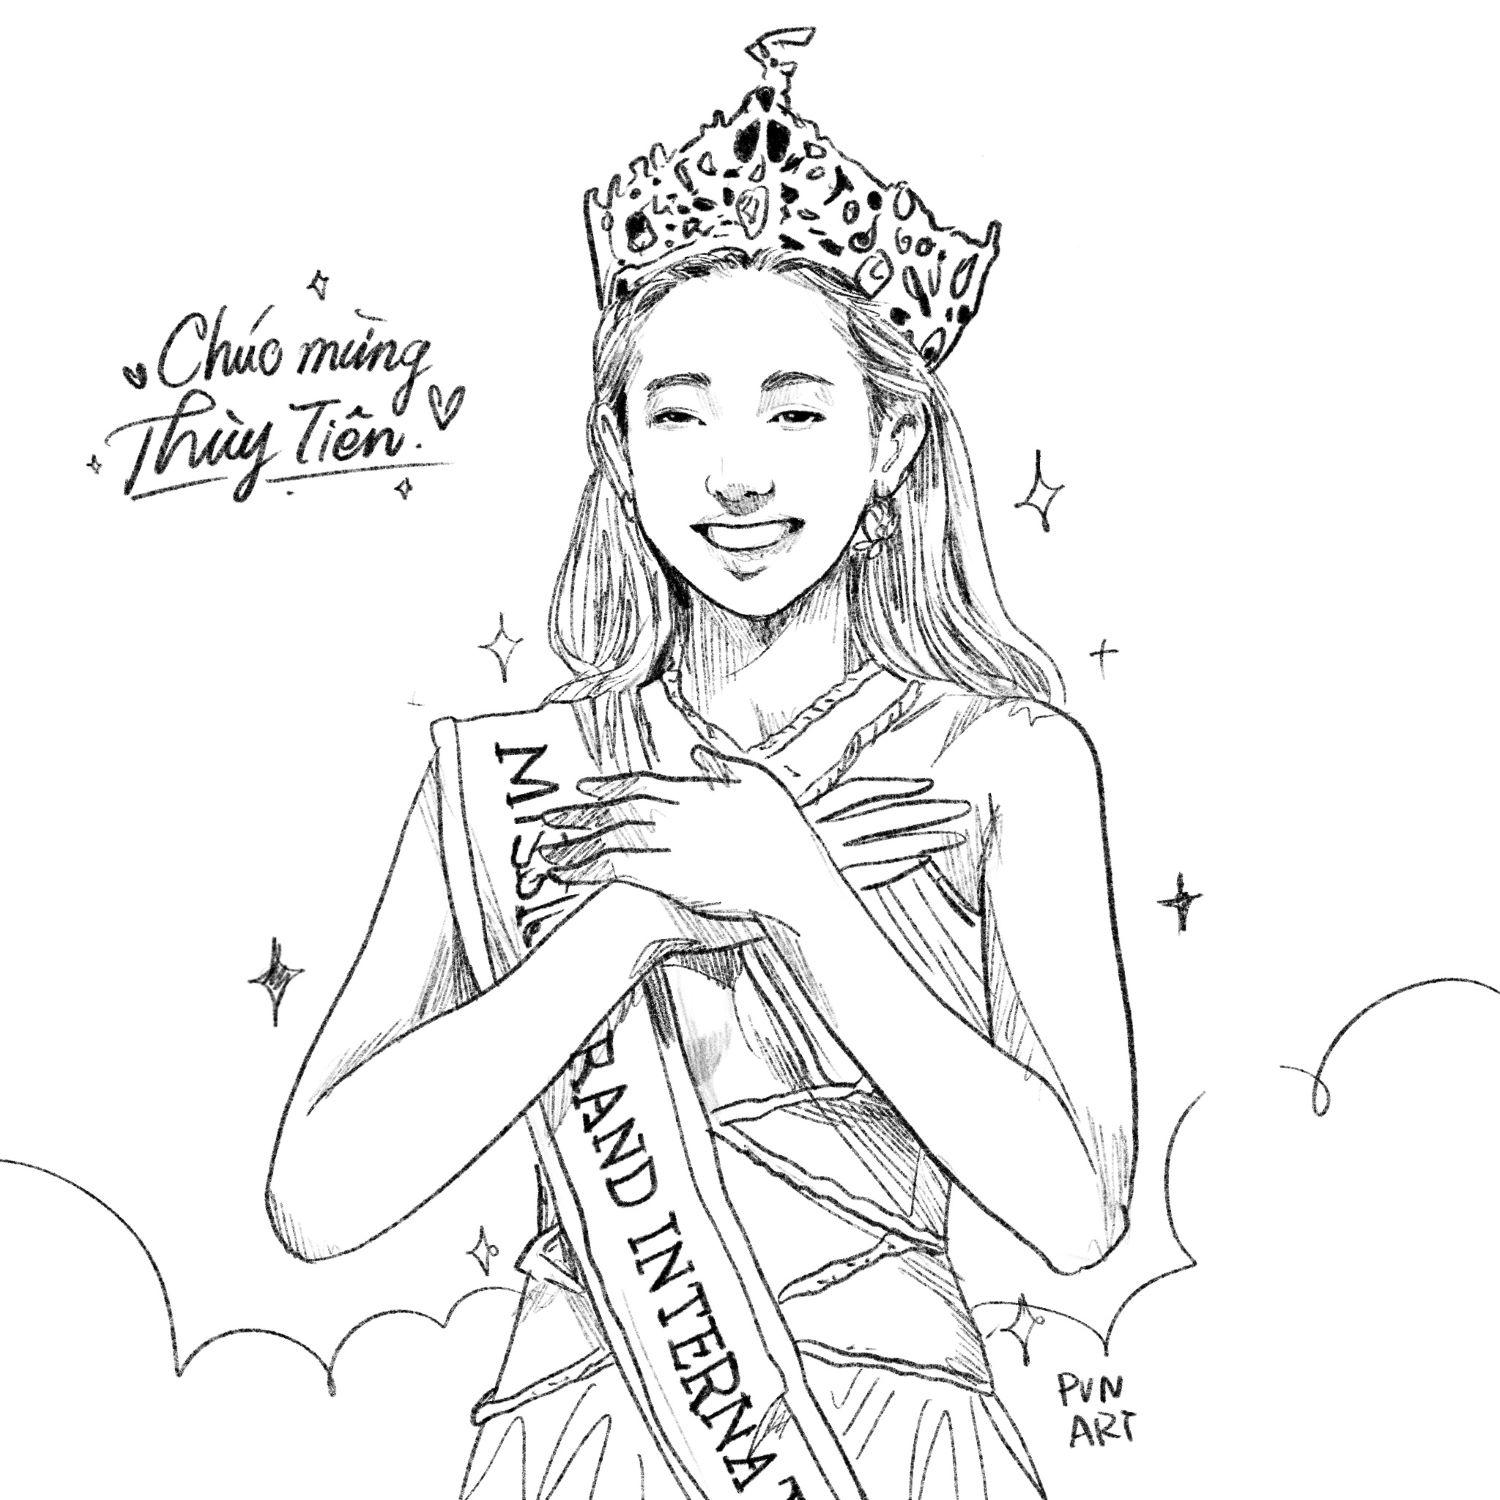 Chúc mừng
Thùy Tiên.
MISS
RAND INTERNA
PVN
ART